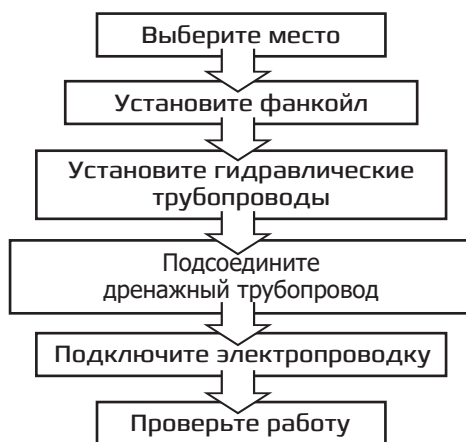 Выберите место
Установите фанкойл
Установите гидравлические
трубопроводы
Подсоедините
дренажный трубопровод
Подключите электропроводку
Проверьте работу